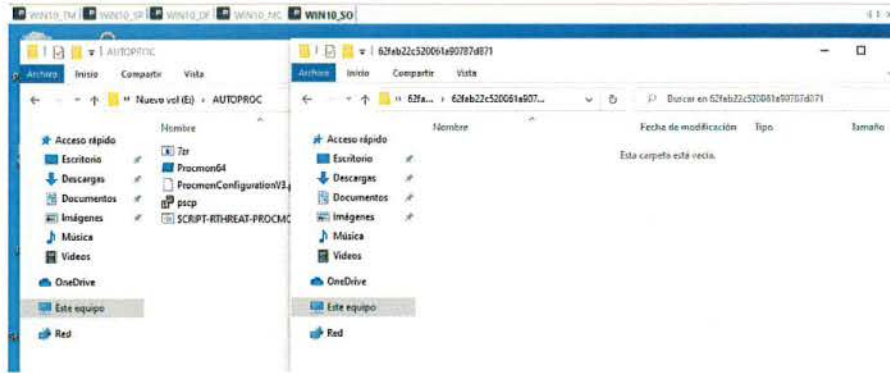 WIN10_SR
WIN10_DF
WIN10_MC
WIN10_SO
AUTOPROC
Archivo
Inicio
Compartir
Vista
Nuevo vol (E:) › AUTOPROC
Nombre
Acceso rápido
Escritorio
Descargas
Documentos
Imágenes
Música
Videos
OneDrive
Este equipo
Red
7zr
Procmon64
ProcmonConfigurationV3.
pscp
SCRIPT-RTHREAT-PROCMO
62fab22c520061a90787d871
Archivo
Inicio
Compartir
Vista
62fa... › 62fab22c520061a907...
Buscar en 62fab22c520061a90787d871
Nombre
Fecha de modificación
Tipo
Tamaño
Esta carpeta está vacía.
Acceso rápido
Escritorio
Descargas
Documentos
Imágenes
Música
Videos
OneDrive
Este equipo
Red